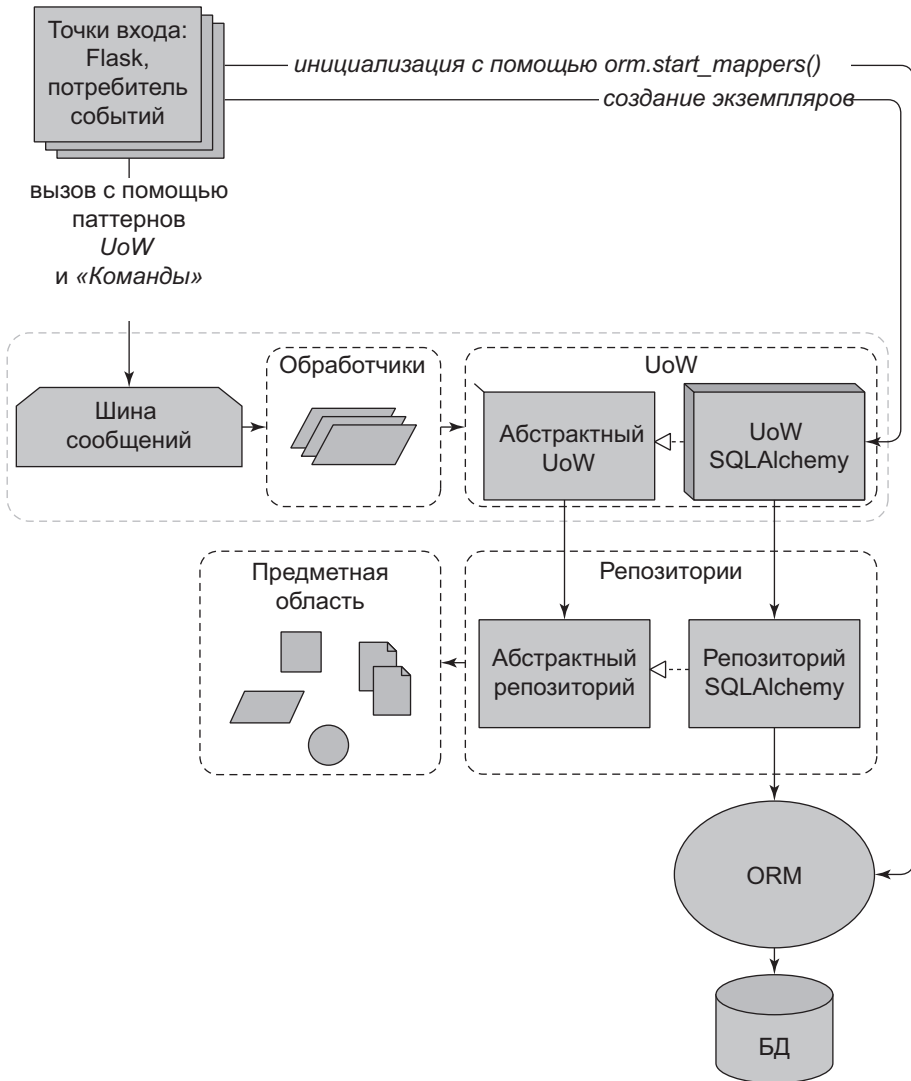 Точки входа:
Flask,
потребитель
событий
инициализация с помощью orm.start_mappers()
создание экземпляров
вызов с помощью
паттернов
UoW
и «Команды»
Шина
сообщений
Обработчики
UoW
Абстрактный
UoW
UoW
SQLAlchemy
Предметная
область
Репозитории
Абстрактный
репозиторий
Репозиторий
SQLAlchemy
ORM
БД